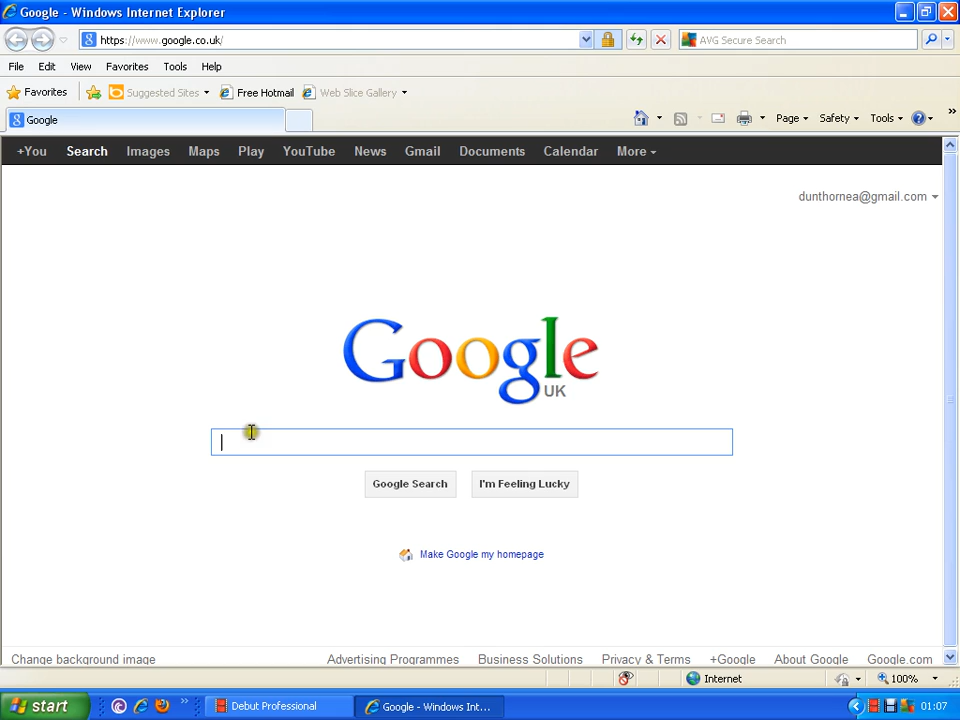 Google - Windows Internet Explorer
https://www.google.co.uk/
AVG Secure Search
File Edit View Favorites Tools Help
Favorites Suggested Sites Free Hotmail Web Slice Gallery
Google
Page Safety Tools
+You Search Images Maps Play YouTube News Gmail Documents Calendar More
dunthornea@gmail.com
Google
UK
Google Search I'm Feeling Lucky
Make Google my homepage
Change background image Advertising Programmes Business Solutions Privacy & Terms +Google About Google Google.com
Internet 100%
start Debut Professional Google - Windows Int... 01:07